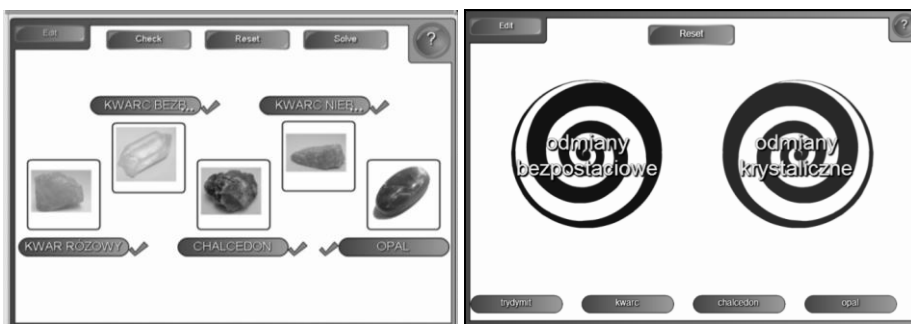 Edit
Check
Reset
Solve
?
KWARC BEZB...
KWARC NIEB...
KWAR RÓŻOWY
CHALCEDON
OPAL
Edit
Reset
?
odmiany
bezpostaciowe
odmiany
krystaliczne
trydymit
kwarc
chalcedon
opal